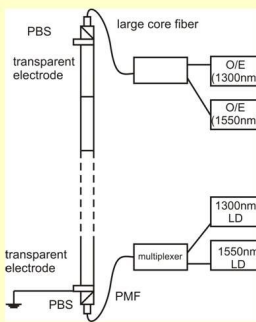 large core fiber
PBS
transparent
electrode
O/E
(1300nm)
O/E
(1550nm)
1300nm
LD
transparent
electrode
multiplexer
1550nm
LD
PBS
PMF